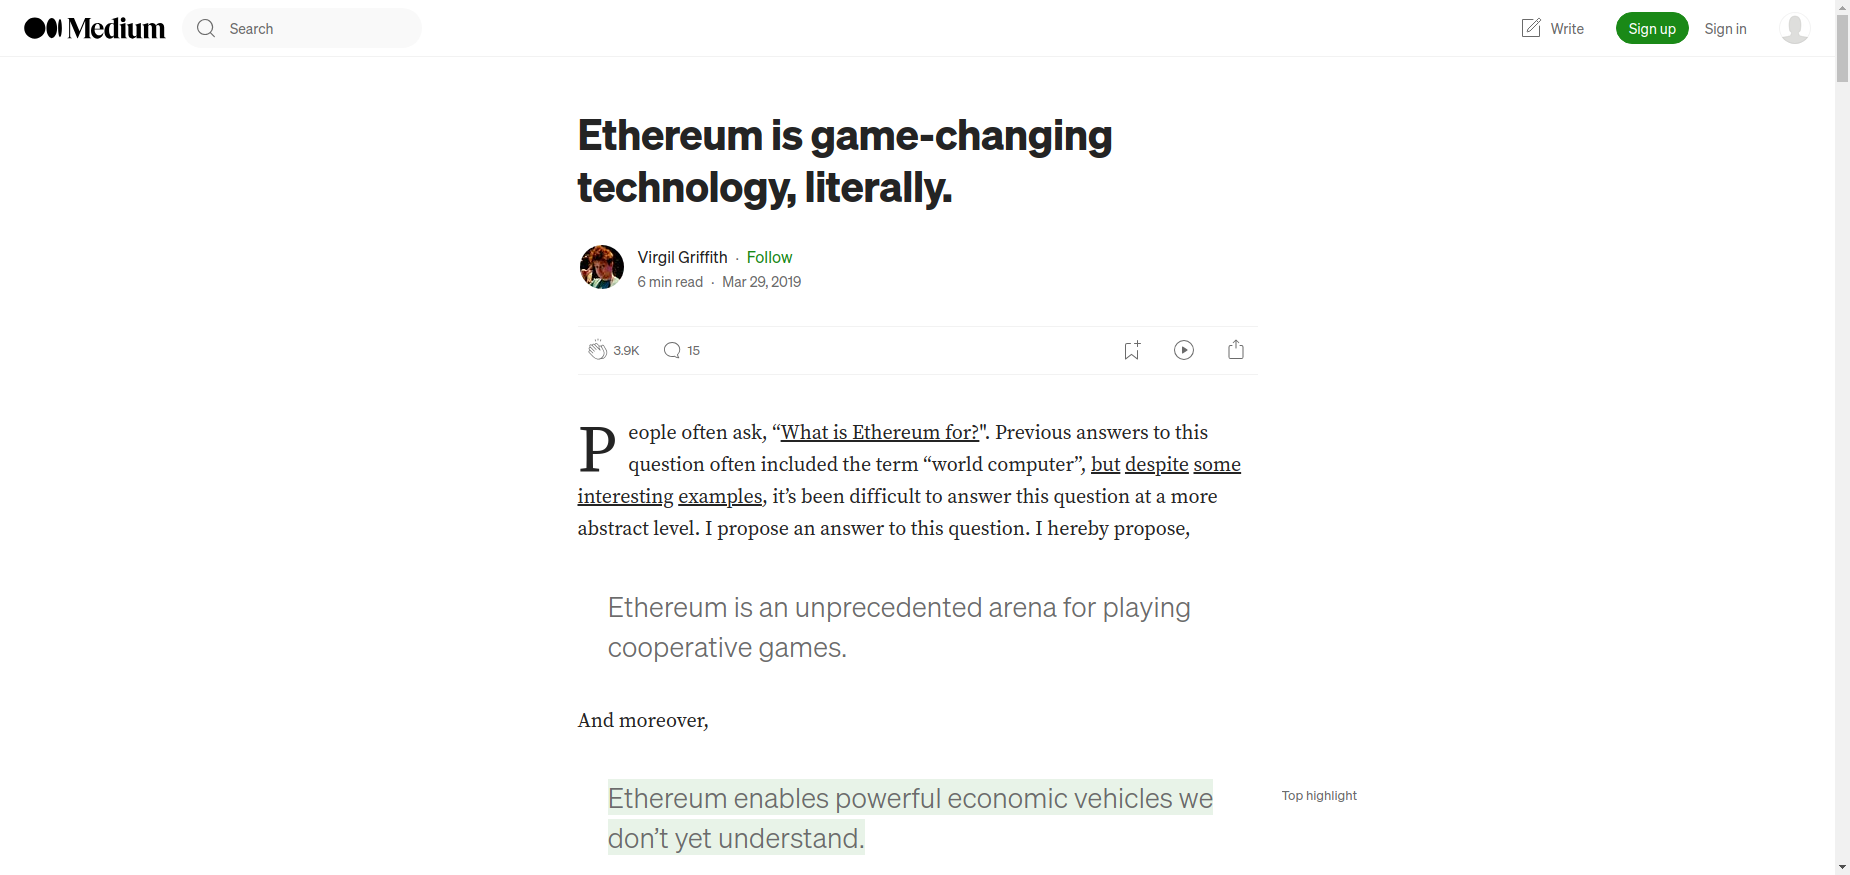 Medium
Search
Write
Sign up
Sign in
Ethereum is game-changing
technology, literally.
Virgil Griffith · Follow
6 min read · Mar 29, 2019
3.9K
15
People often ask, “What is Ethereum for?". Previous answers to this
question often included the term “world computer”, but despite some
interesting examples, it’s been difficult to answer this question at a more
abstract level. I propose an answer to this question. I hereby propose,
Ethereum is an unprecedented arena for playing
cooperative games.
And moreover,
Ethereum enables powerful economic vehicles we
don’t yet understand.
Top highlight